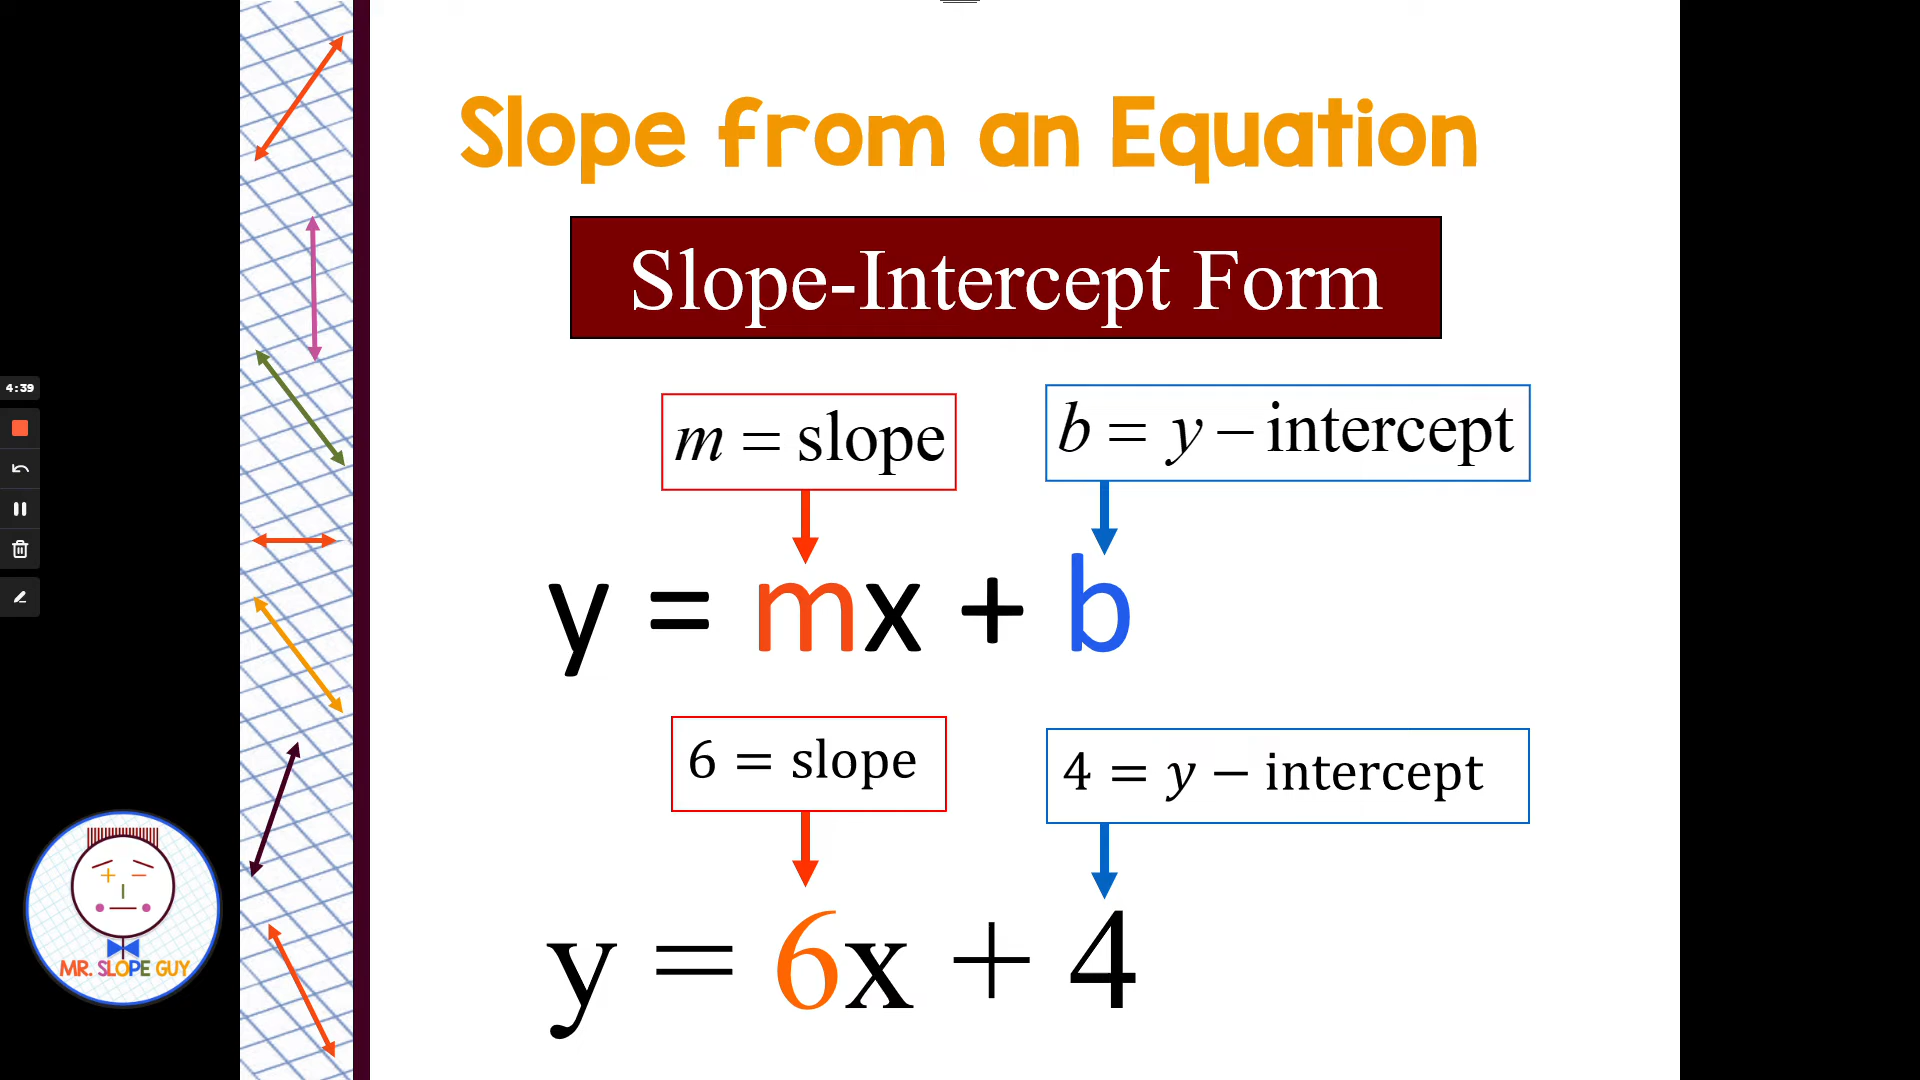 Slope from an Equation
Slope-Intercept Form
m = slope
b = y – intercept
y = mx + b
6 = slope
4 = y − intercept
y = 6x + 4
4:39
MR. SLOPE GUY